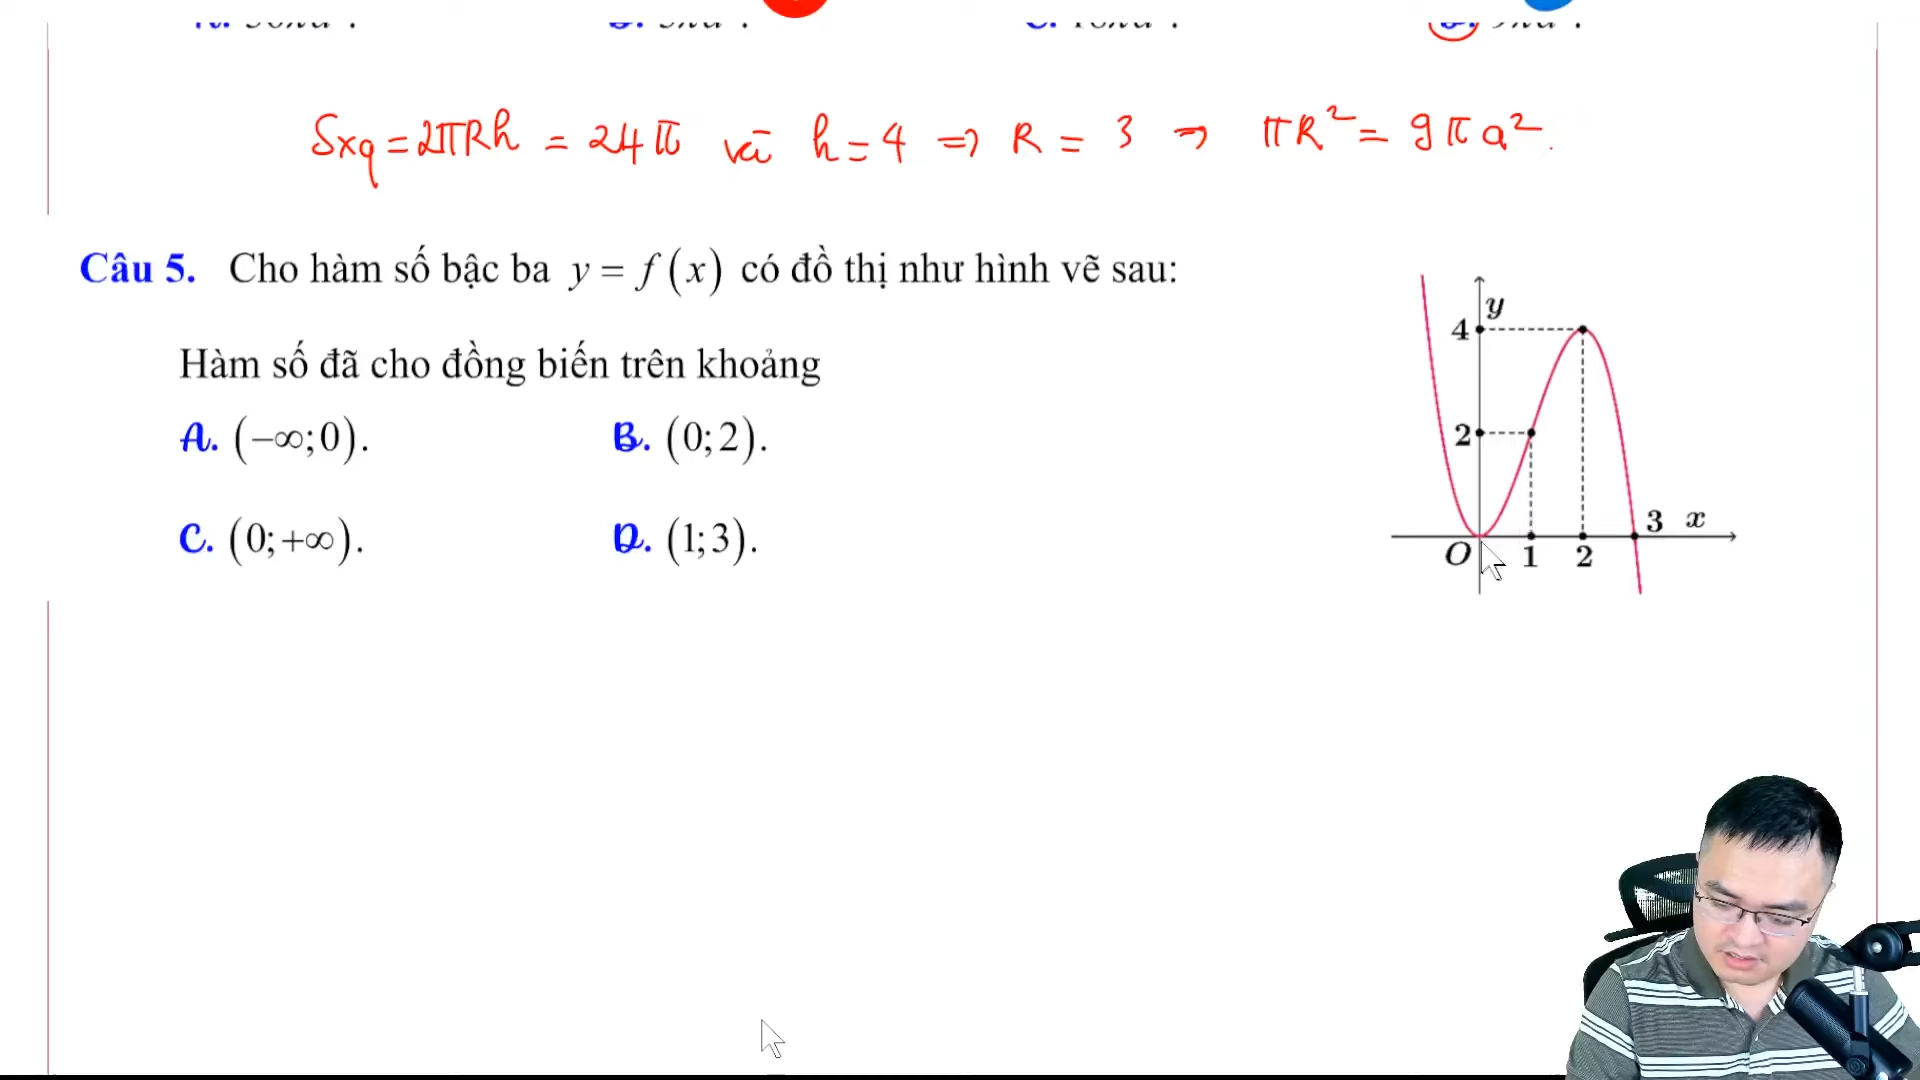 Sxq = 2πRh = 24π và h = 4 ⇒ R = 3 ⇒ πR² = 9πa².
Câu 5. Cho hàm số bậc ba y = f(x) có đồ thị như hình vẽ sau:
Hàm số đã cho đồng biến trên khoảng
A. (−∞;0). B. (0;2).
C. (0;+∞). D. (1;3).
y
4
2
3 x
O 1 2